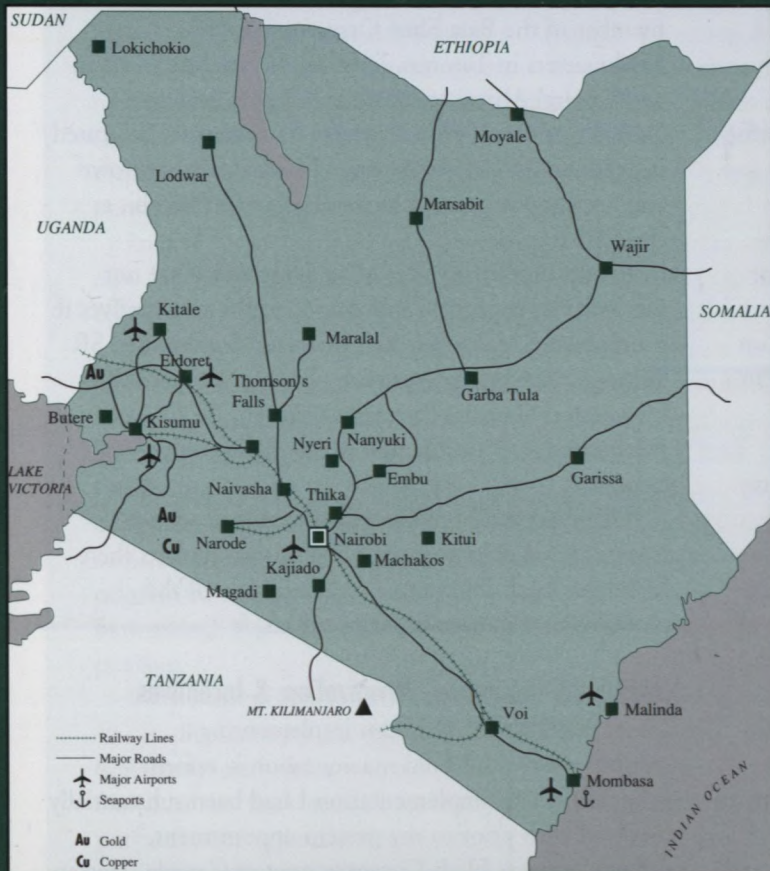 SUDAN
Lokichokio
ETHIOPIA
Moyale
Lodwar
Marsabit
UGANDA
Wajir
Kitale
SOMALIA
Maralal
Eldoret
Au
Thomson's
Falls
Garba Tula
Butere
Kisumu
Nanyuki
Nyeri
LAKE
VICTORIA
Embu
Garissa
Naivasha
Thika
Au
Cu
Narode
Nairobi
Kitui
Kajiado
Machakos
Magadi
TANZANIA
MT. KILIMANJARO
Voi
Malinda
Mombasa
INDIAN OCEAN
Railway Lines
Major Roads
Major Airports
Seaports
Au Gold
Cu Copper